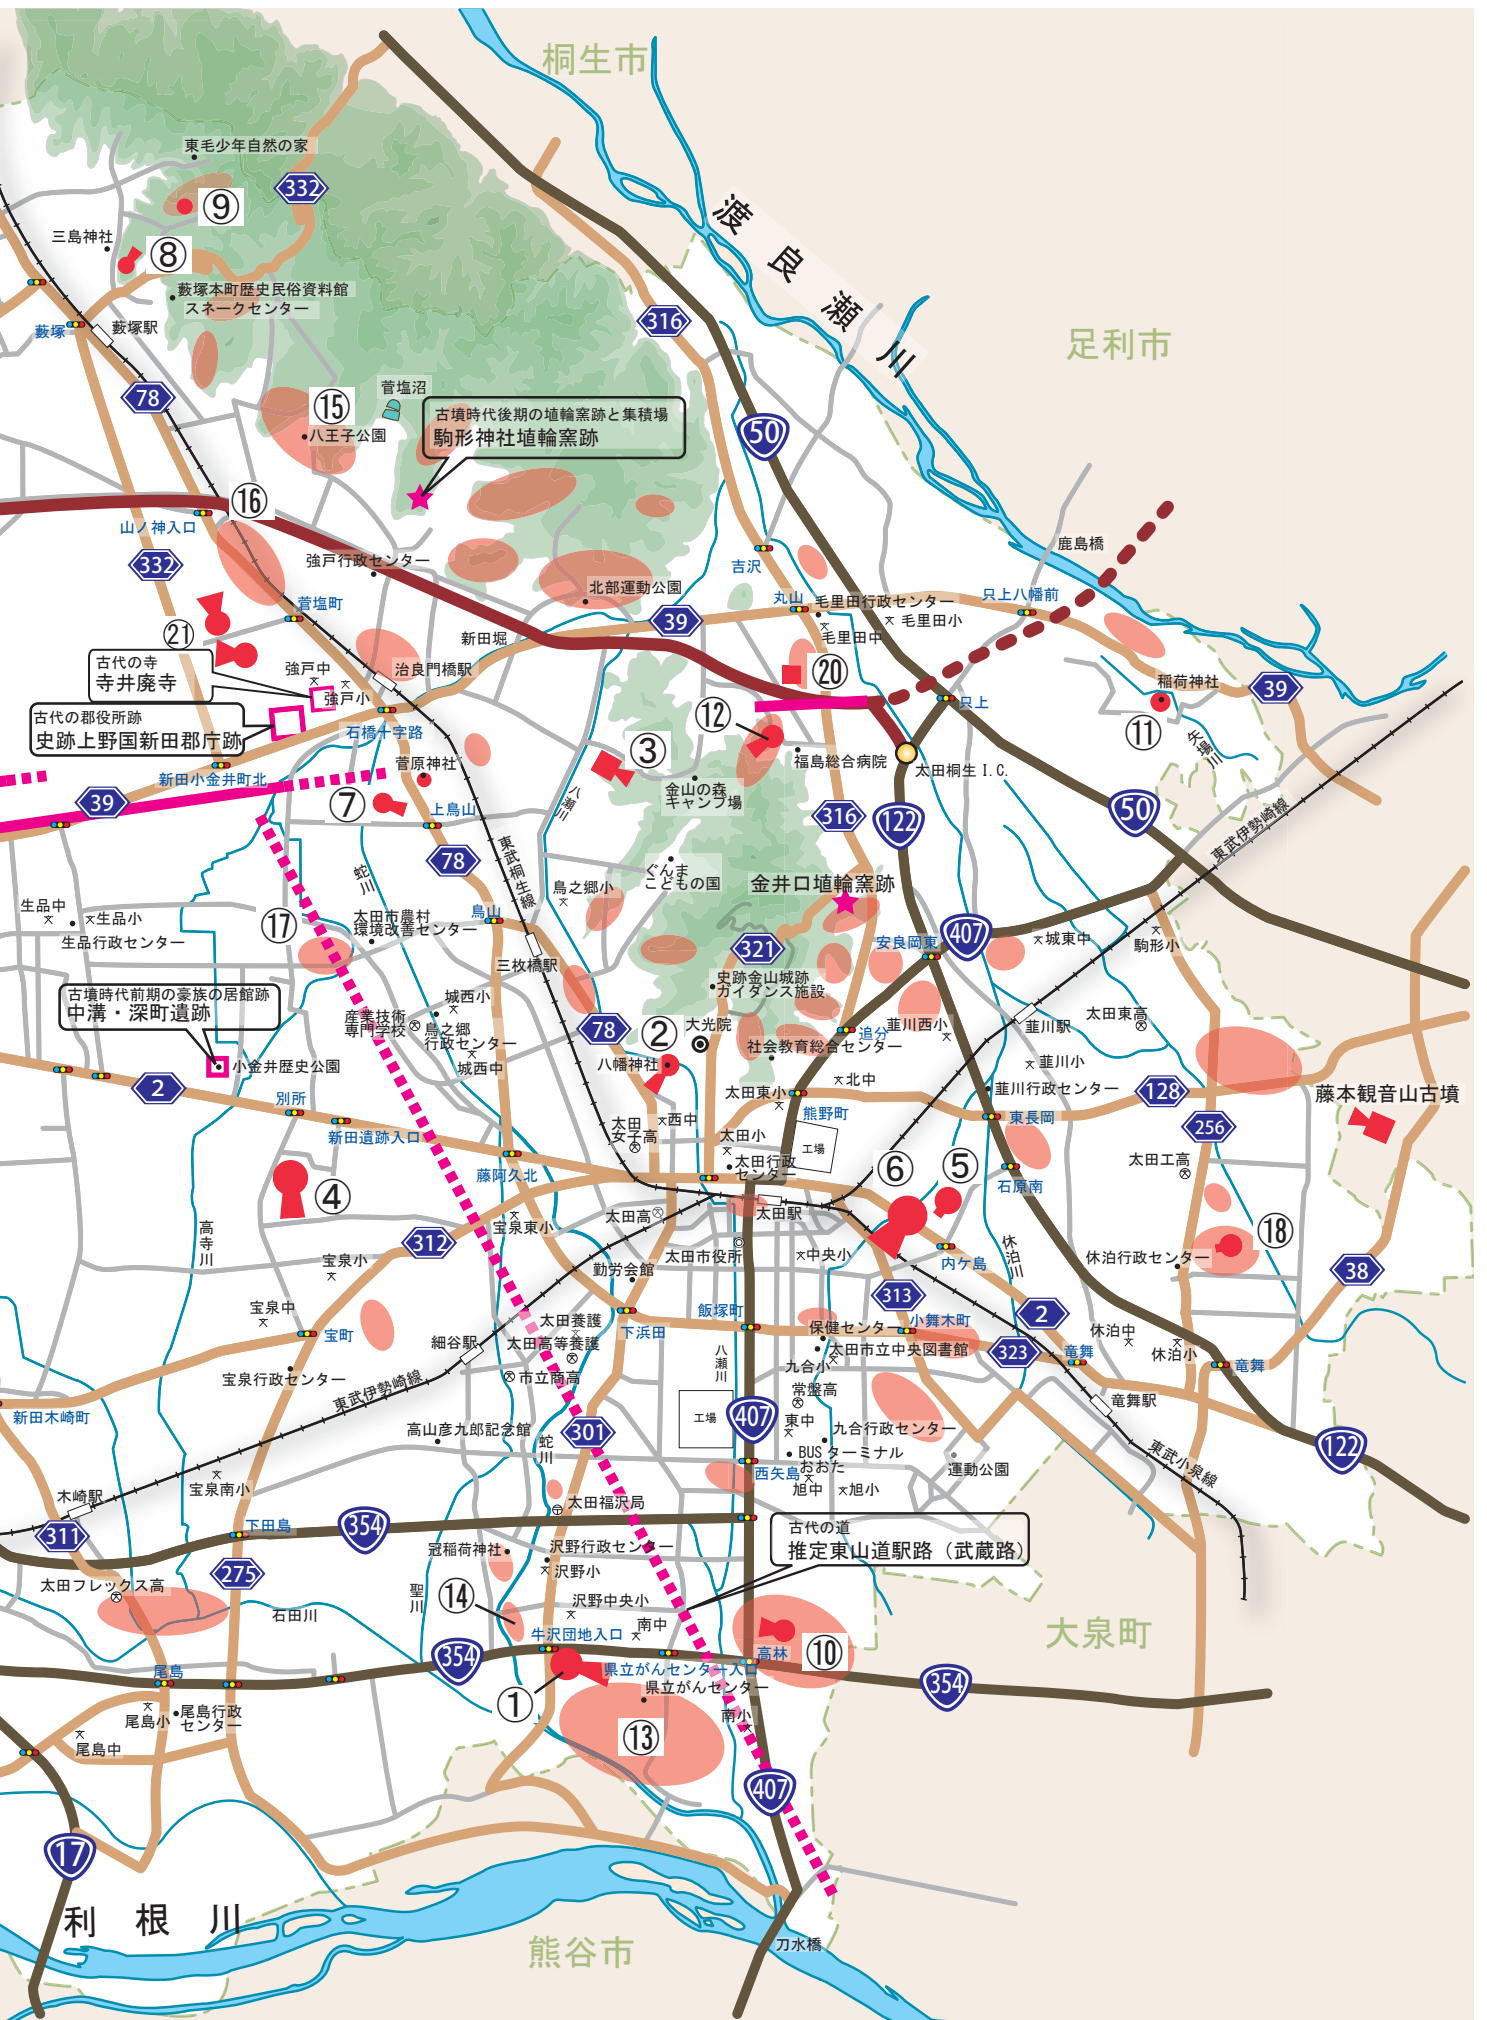 桐生市
東毛少年自然の家
332
⑨
渡良瀬川
三島神社
⑧
藪塚本町歴史民俗資料館
スネークセンター
316
藪塚
藪塚駅
足利市
78
菅塩沼
⑮
八王子公園
古墳時代後期の埴輪窯跡と集積場
駒形神社埴輪窯跡
50
⑯
山ノ神入口
332
強戸行政センター
鹿島橋
吉沢
北部運動公園
丸山
毛里田行政センター
毛里田小
毛里田中
只上八幡前
菅塩町
39
新田堀
㉑
古代の寺
寺井廃寺
強戸中
強戸小
治良門橋駅
⑳
稲荷神社
39
古代の郡役所跡
史跡上野国新田郡庁跡
石橋十字路
⑫
只上
⑪
矢場川
③
福島総合病院
太田桐生 I.C.
新田小金井町北
菅原神社
39
⑦
上鳥山
八瀬川
金山の森
キャンプ場
316
122
50
東武伊勢崎線
78
東武桐生線
蛇川
ぐんま
こどもの国
鳥之郷小
金井口埴輪窯跡
生品中
生品小
生品行政センター
⑰
太田市農村
環境改善センター
鳥山
321
安良岡東
407
城東中
駒形小
三枚橋駅
古墳時代前期の豪族の居館跡
中溝・深町遺跡
史跡金山城跡
ガイダンス施設
城西小
産業技術
専門学校
鳥之郷
行政センター
城西中
78
②
大光院
追分
韮川西小
韮川駅
太田東高
社会教育総合センター
八幡神社
小金井歴史公園
韮川小
2
別所
太田東小
北中
韮川行政センター
128
藤本観音山古墳
新田遺跡入口
太田
女子高
西中
熊野町
東長岡
256
太田小
工場
藤阿久北
太田行政
センター
⑥
⑤
太田工高
石原南
④
高寺川
太田高
太田駅
宝泉東小
312
太田市役所
中央小
⑱
休泊川
休泊行政センター
宝泉小
勤労会館
内ケ島
38
313
宝泉中
太田養護
飯塚町
2
宝町
下浜田
小舞木町
保健センター
細谷駅
太田高等養護
太田市立中央図書館
323
休泊中
竜舞
休泊小
竜舞
八瀬川
九合小
宝泉行政センター
市立商高
東武伊勢崎線
常盤高
竜舞駅
新田木崎町
工場
407
東中
九合行政センター
高山彦九郎記念館
301
122
蛇川
BUS ターミナル
おおた
東武小泉線
運動公園
西矢島
宝泉南小
旭中
旭小
木崎駅
太田福沢局
311
下田島
354
古代の道
推定東山道駅路（武蔵路）
冠稲荷神社
沢野行政センター
沢野小
275
太田フレックス高
聖川
石田川
⑭
沢野中央小
南中
大泉町
牛沢団地入口
354
高林
⑩
尾島
県立がんセンター入口
県立がんセンター
354
①
尾島小
尾島行政
センター
南小
⑬
尾島中
407
17
利根川
熊谷市
刀水橋